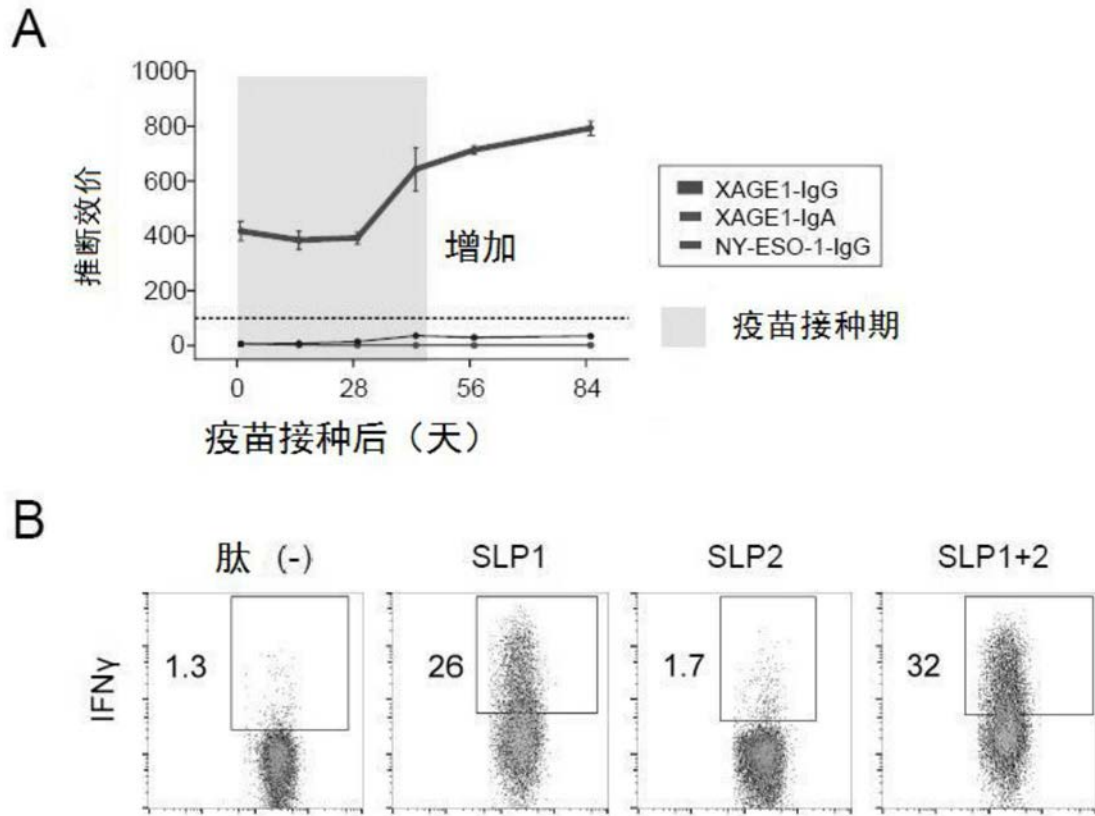 A
1000
800
600
400
200
0
推断效价
增加
0 28 56 84
疫苗接种后（天）
XAGE1-IgG
XAGE1-IgA
NY-ESO-1-IgG
疫苗接种期
B
肽 (-) SLP1 SLP2 SLP1+2
IFNγ
1.3 26 1.7 32